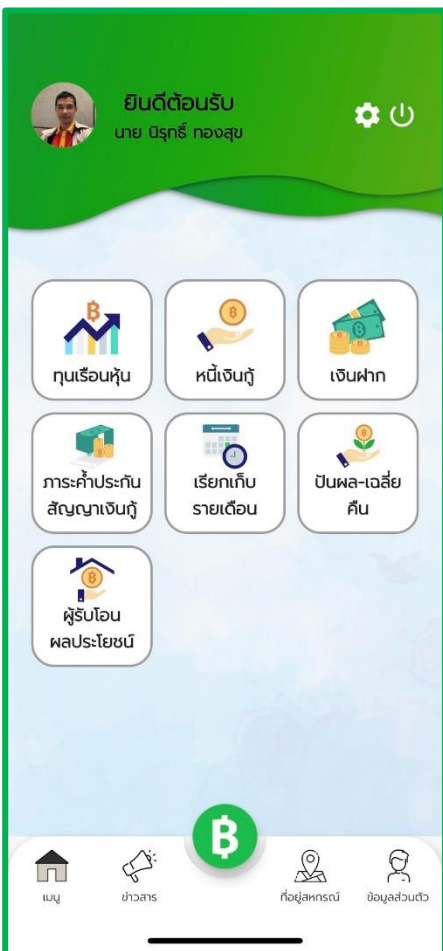 ยินดีต้อนรับ
นาย นิรุทธิ์ ทองสุข
ทุนเรือนหุ้น
หนี้เงินกู้
เงินฝาก
ภาระค้ำประกัน
สัญญาเงินกู้
เรียกเก็บ
รายเดือน
ปันผล-เฉลี่ย
คืน
ผู้รับโอน
ผลประโยชน์
เมนู
ข่าวสาร
ที่อยู่สหกรณ์
ข้อมูลส่วนตัว